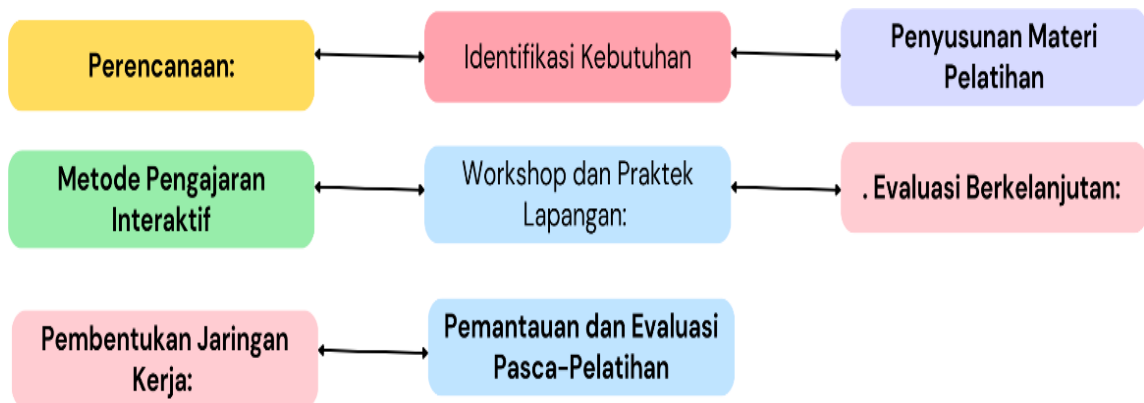 Perencanaan:
Identifikasi Kebutuhan
Penyusunan Materi
Pelatihan
Metode Pengajaran
Interaktif
Workshop dan Praktek
Lapangan:
. Evaluasi Berkelanjutan:
Pembentukan Jaringan
Kerja:
Pemantauan dan Evaluasi
Pasca-Pelatihan